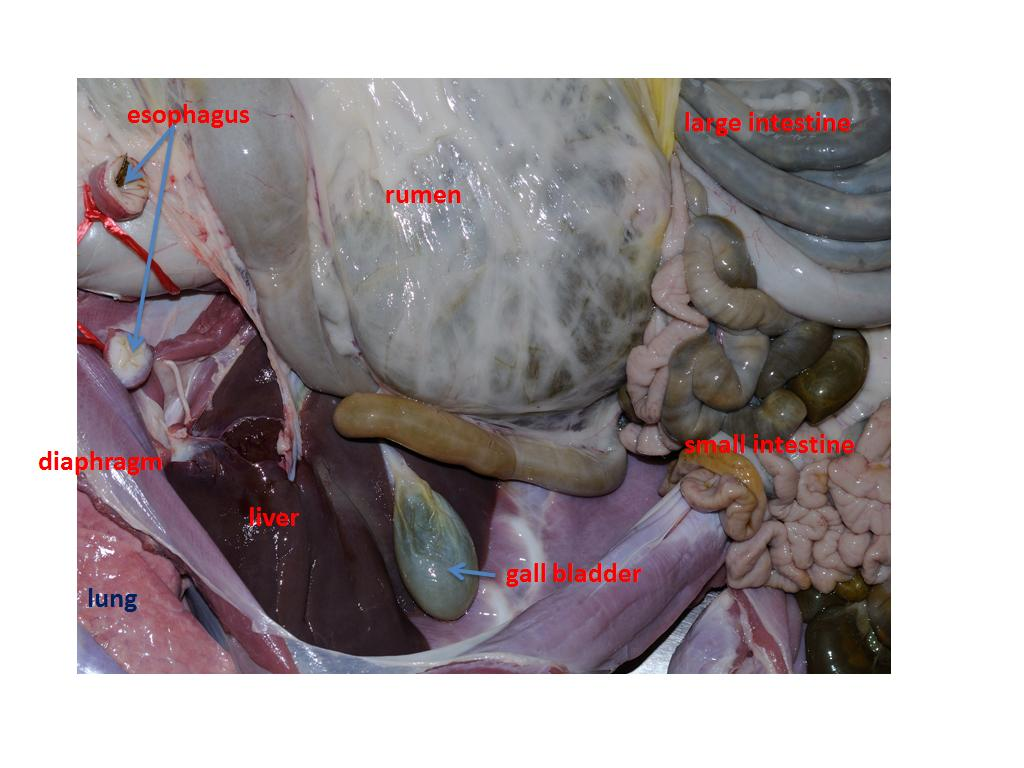 esophagus
large intestine
rumen
small intestine
diaphragm
liver
gall bladder
lung